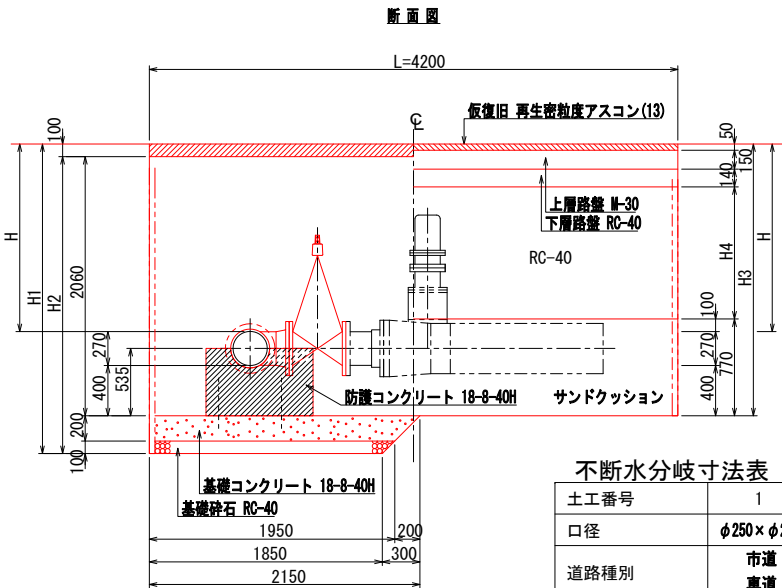 断面図
L=4200
100
仮復旧 再生密粒度アスコン(13)
50
150
140
上層路盤 M-30
下層路盤 RC-40
RC-40
H
H1
H2
2060
H4
H3
H
100
270
400
535
270
770
400
防護コンクリート 18-8-40H
サンドクッション
200
100
基礎コンクリート 18-8-40H
基礎砕石 RC-40
1950
200
1850
300
2150
不断水分岐寸法表
土工番号
1
口径
φ250×φ2
道路種別
市道
車道